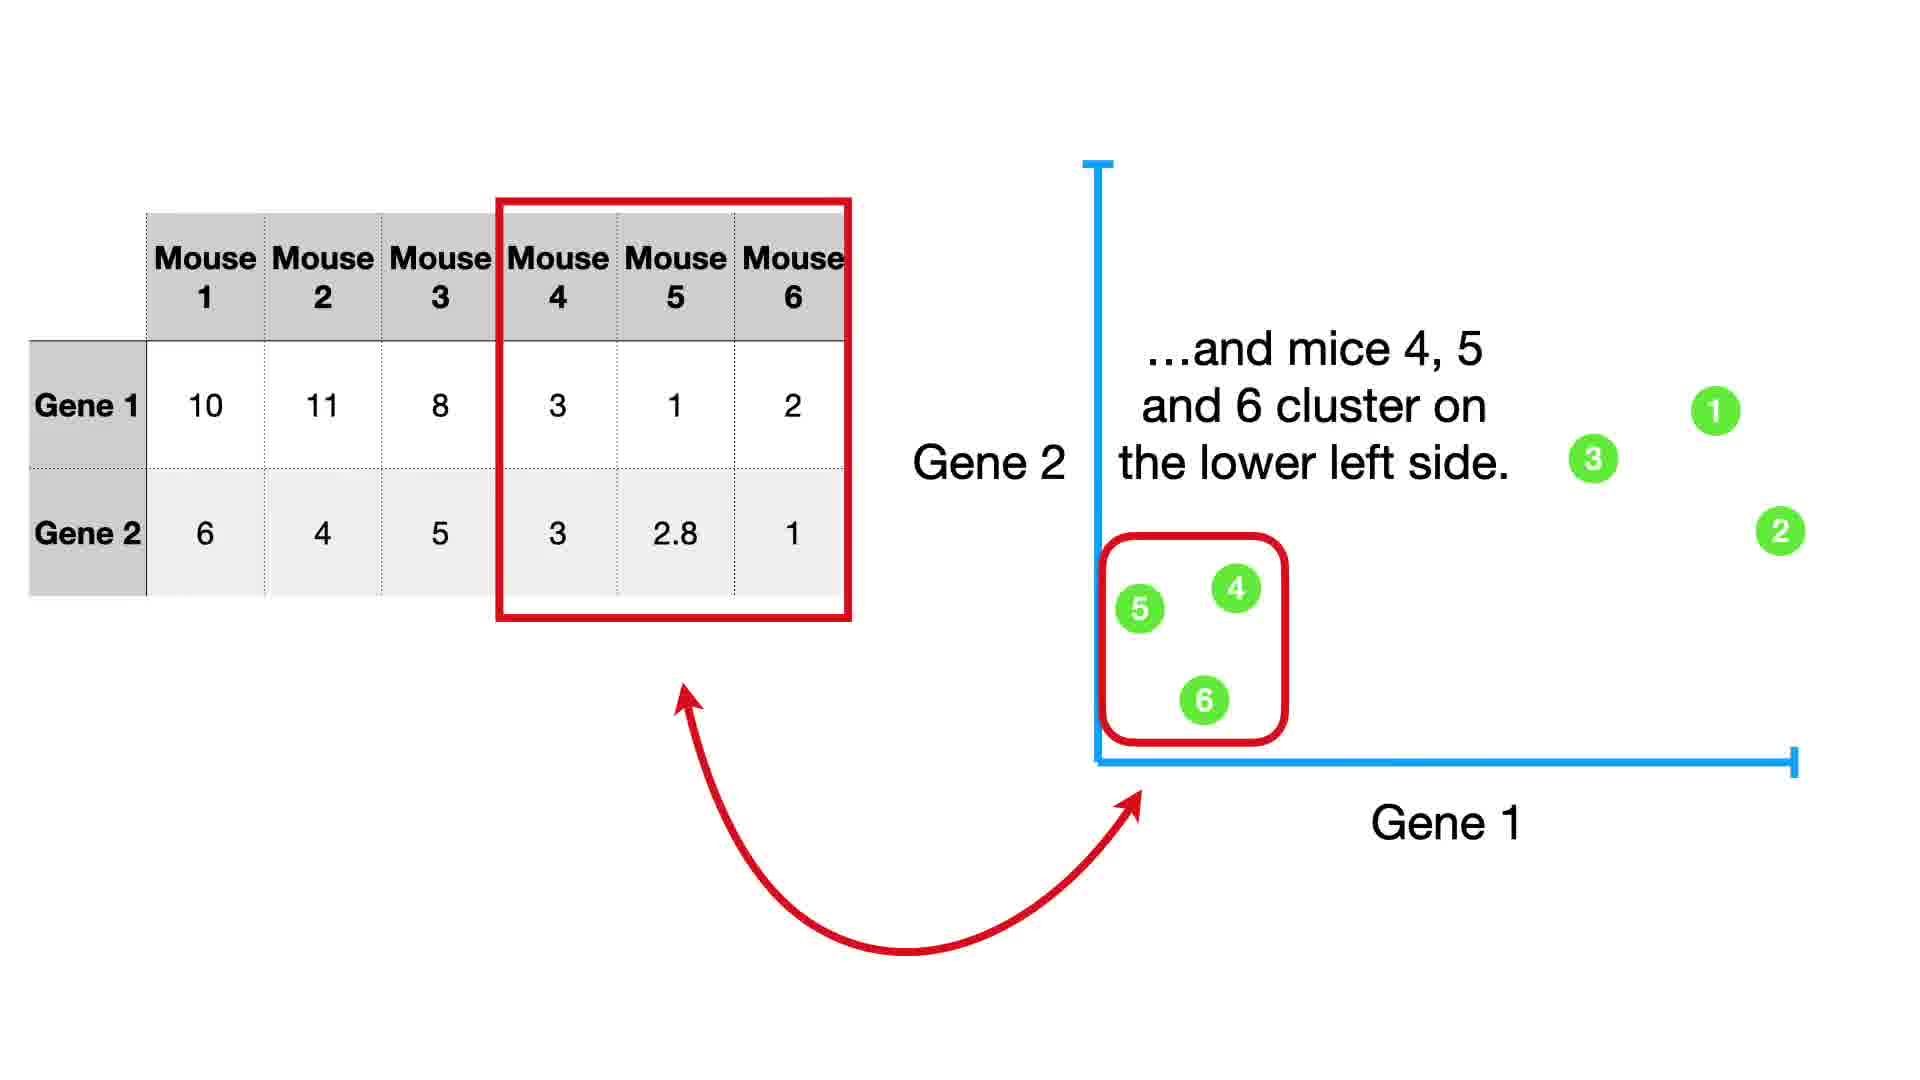 Mouse 1 Mouse 2 Mouse 3 Mouse 4 Mouse 5 Mouse 6
Gene 1 10 11 8 3 1 2
Gene 2 6 4 5 3 2.8 1
…and mice 4, 5
and 6 cluster on
the lower left side.
Gene 2
1
3
2
4
5
6
Gene 1